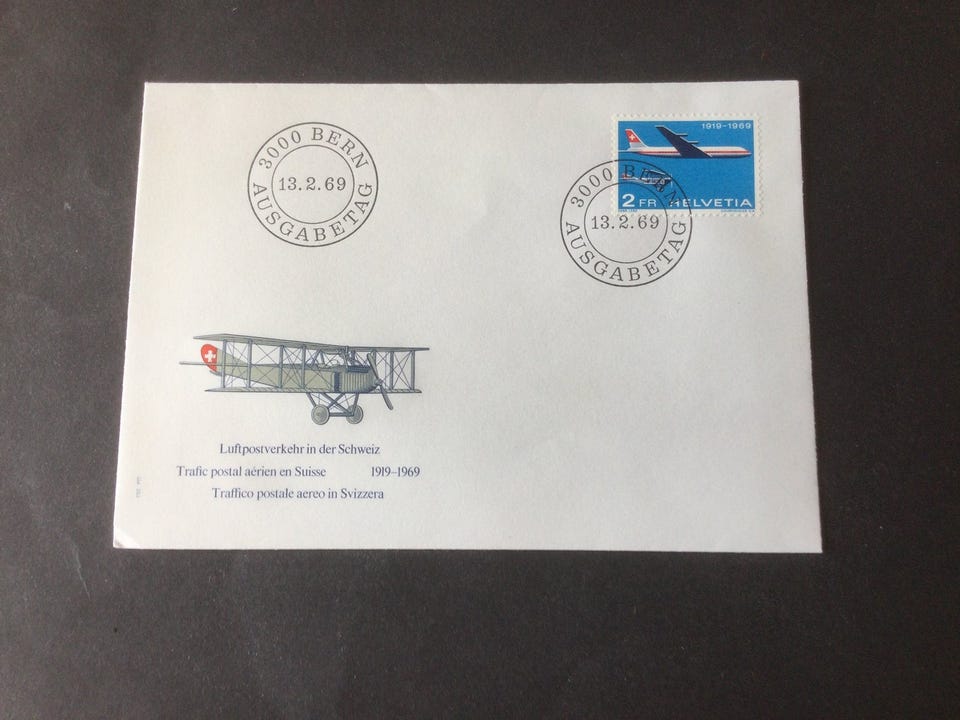 3000 BERN
13.2.69
AUSGABETAG
1919–1969
2 FR HELVETIA
3000 BERN
13.2.69
AUSGABETAG
Luftpostverkehr in der Schweiz
Trafic postal aérien en Suisse 1919–1969
Traffico postale aereo in Svizzera